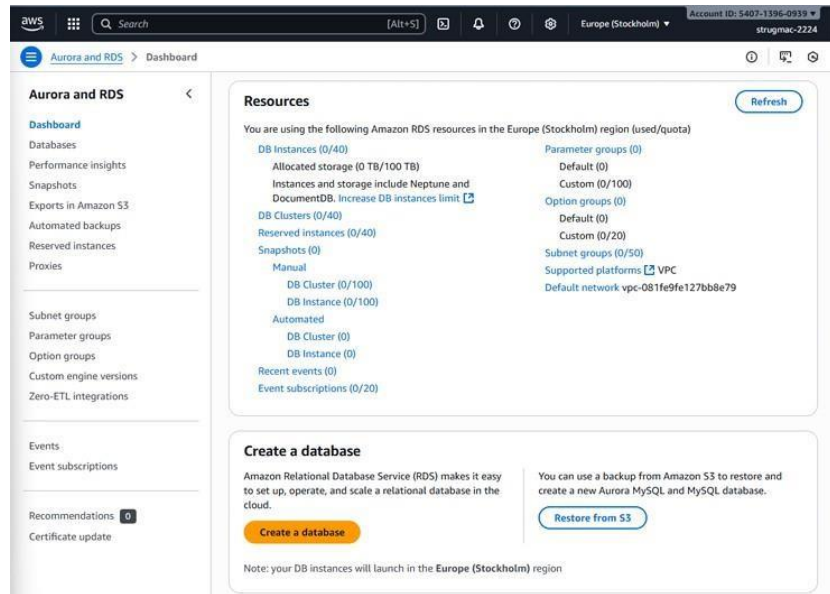 aws
Search [Alt+S]
Europe (Stockholm) ▼
Account ID: 5407-1396-0939 ▼
strugmac-2224
Aurora and RDS > Dashboard
Aurora and RDS
Dashboard
Databases
Performance insights
Snapshots
Exports in Amazon S3
Automated backups
Reserved instances
Proxies
Subnet groups
Parameter groups
Option groups
Custom engine versions
Zero-ETL integrations
Events
Event subscriptions
Recommendations 0
Certificate update
Resources
Refresh
You are using the following Amazon RDS resources in the Europe (Stockholm) region (used/quota)
DB Instances (0/40)
Allocated storage (0 TB/100 TB)
Instances and storage include Neptune and
DocumentDB. Increase DB instances limit
DB Clusters (0/40)
Reserved instances (0/40)
Snapshots (0)
Manual
DB Cluster (0/100)
DB Instance (0/100)
Automated
DB Cluster (0)
DB Instance (0)
Recent events (0)
Event subscriptions (0/20)
Parameter groups (0)
Default (0)
Custom (0/100)
Option groups (0)
Default (0)
Custom (0/20)
Subnet groups (0/50)
Supported platforms VPC
Default network vpc-081fe9fe127bb8e79
Create a database
Amazon Relational Database Service (RDS) makes it easy
to set up, operate, and scale a relational database in the
cloud.
Create a database
You can use a backup from Amazon S3 to restore and
create a new Aurora MySQL and MySQL database.
Restore from S3
Note: your DB instances will launch in the Europe (Stockholm) region